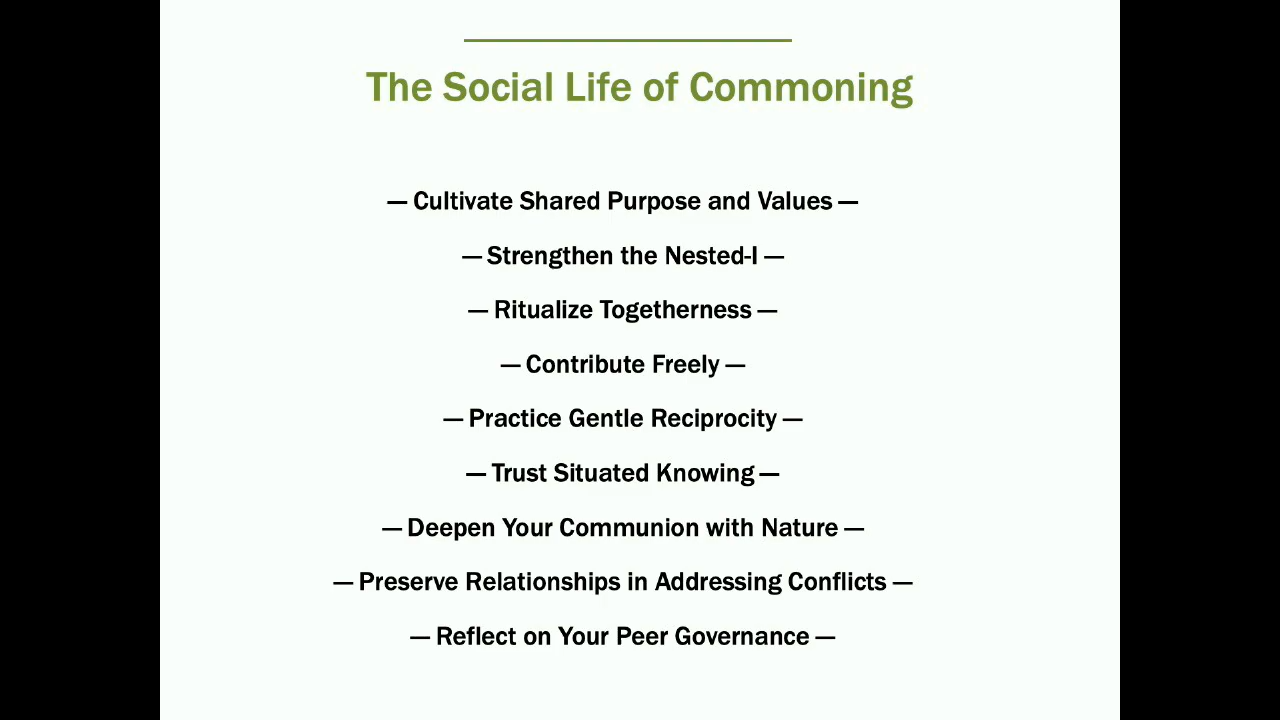 The Social Life of Commoning
— Cultivate Shared Purpose and Values —
— Strengthen the Nested-I —
— Ritualize Togetherness —
— Contribute Freely —
— Practice Gentle Reciprocity —
— Trust Situated Knowing —
— Deepen Your Communion with Nature —
— Preserve Relationships in Addressing Conflicts —
— Reflect on Your Peer Governance —